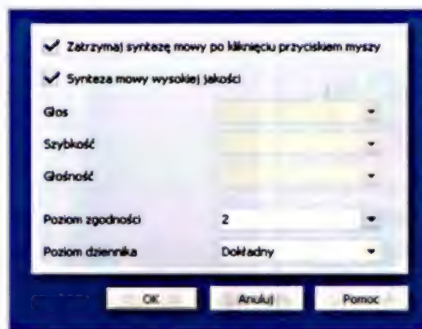 Zatrzymaj syntezę mowy po kliknięciu przyciskiem myszy
Synteza mowy wysokiej jakości
Głos
Szybkość
Głośność
Poziom zgodności 2
Poziom dziennika Dokładny
OK Anuluj Pomoc